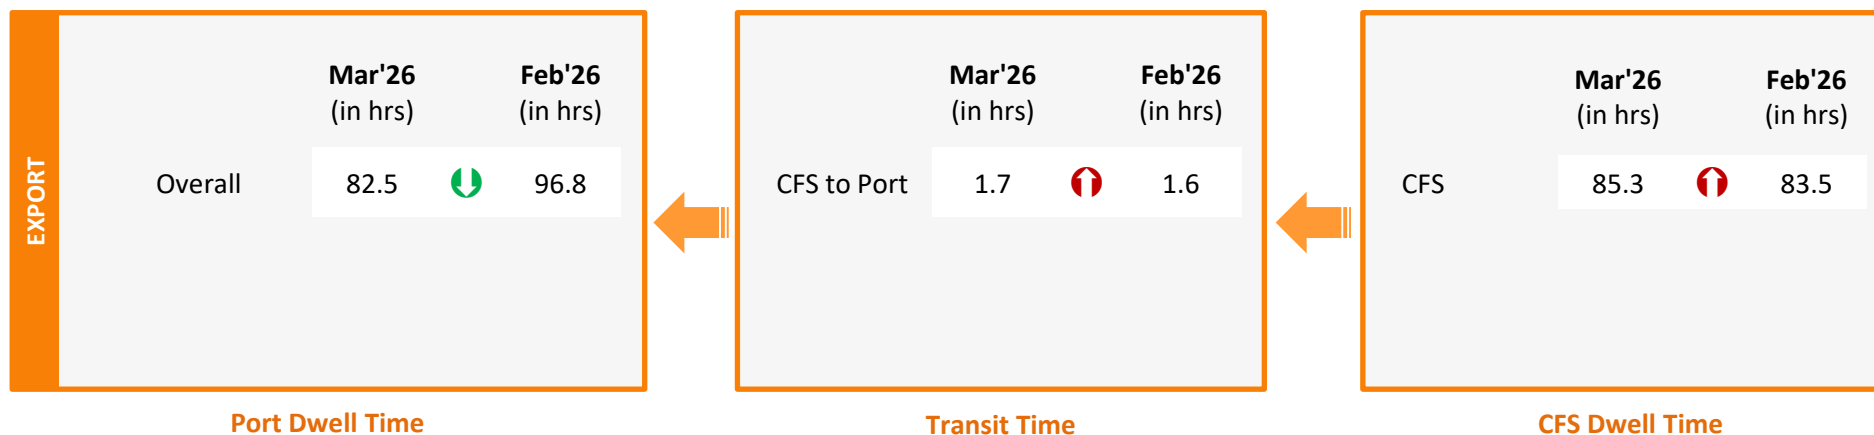 EXPORT
Mar'26 Feb'26
(in hrs) (in hrs)
Overall 82.5 96.8
Port Dwell Time
Mar'26 Feb'26
(in hrs) (in hrs)
CFS to Port 1.7 1.6
Transit Time
Mar'26 Feb'26
(in hrs) (in hrs)
CFS 85.3 83.5
CFS Dwell Time